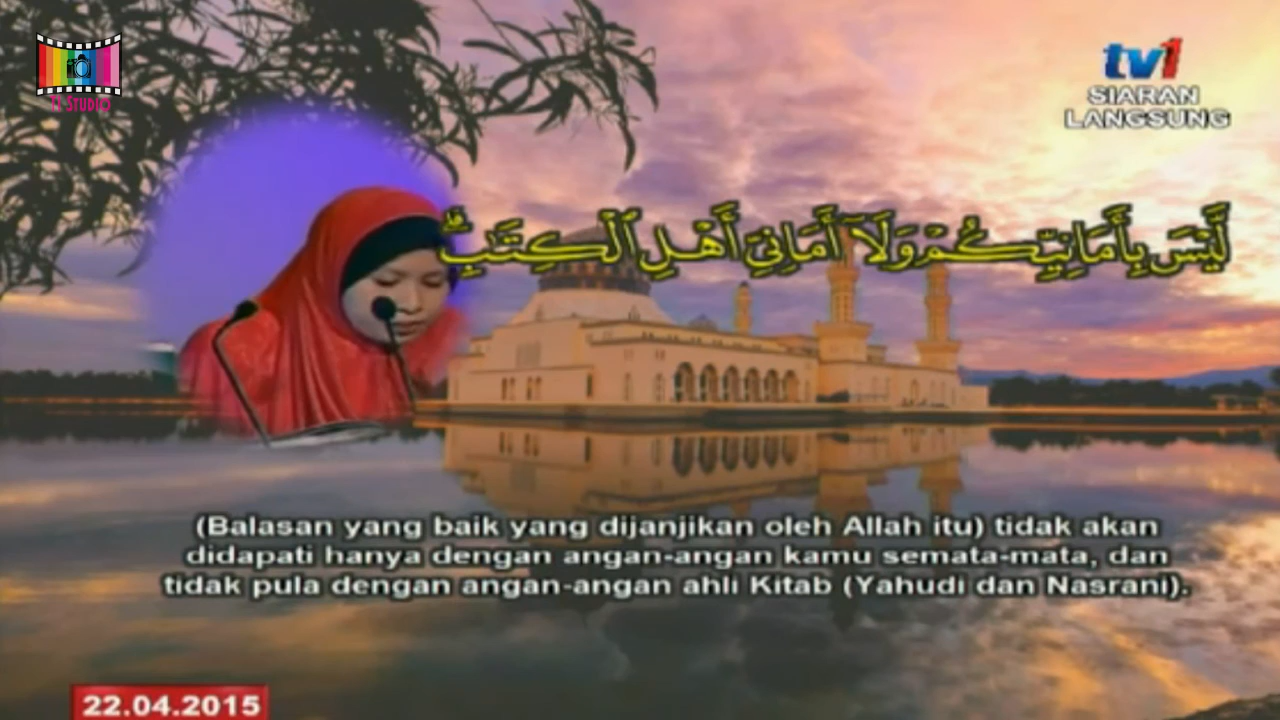 TL STUDIO
tv1
SIARAN
LANGSUNG
لَّيْسَ بِأَمَانِيِّكُمْ وَلَآ أَمَانِىِّ أَهْلِ ٱلْكِتَـٰبِ ۗ
(Balasan yang baik yang dijanjikan oleh Allah itu) tidak akan
didapati hanya dengan angan-angan kamu semata-mata, dan
tidak pula dengan angan-angan ahli Kitab (Yahudi dan Nasrani).
22.04.2015